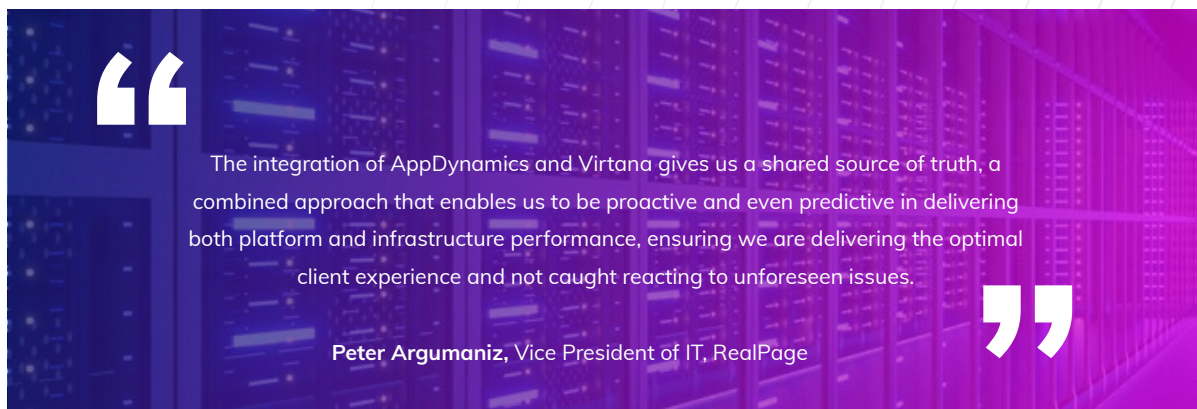 “
The integration of AppDynamics and Virtana gives us a shared source of truth, a
combined approach that enables us to be proactive and even predictive in delivering
both platform and infrastructure performance, ensuring we are delivering the optimal
client experience and not caught reacting to unforeseen issues.
”
Peter Argumaniz, Vice President of IT, RealPage